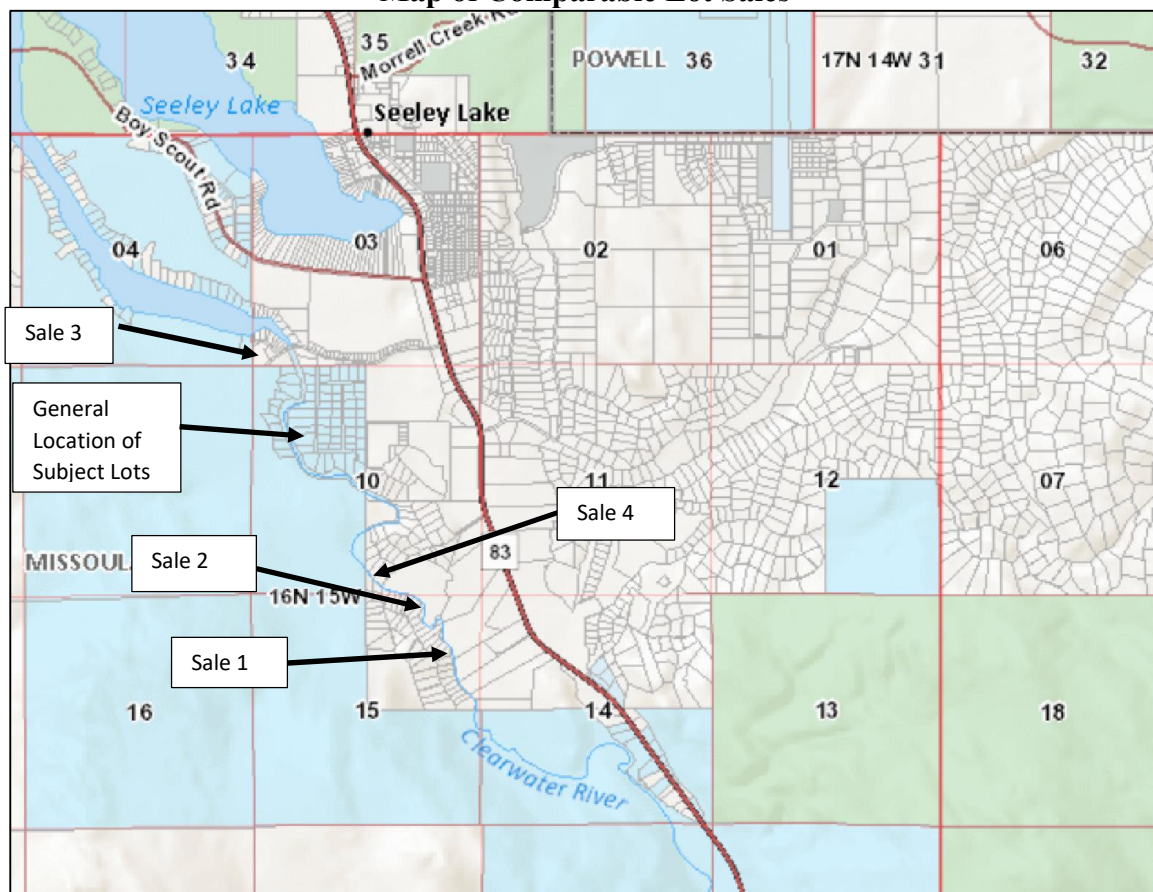 Map of Comparable Lot Sales
34
35
Morrell Creek R
POWELL 36
17N 14W 31
32
Seeley Lake
Seeley Lake
Boy Scout Rd
04
03
02
01
06
Sale 3
General
Location of
Subject Lots
10
11
12
07
Sale 4
83
MISSOUL
Sale 2
16N 15W
Sale 1
16
15
14
13
18
Clearwater River